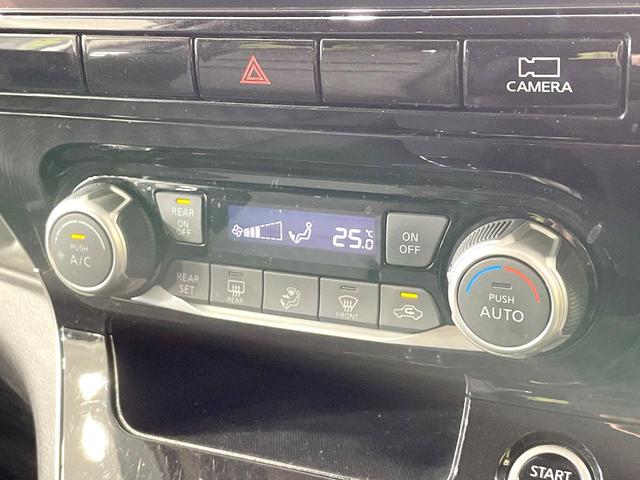 CAMERA
REAR
ON
OFF
25.0 °C
ON
OFF
PUSH
A/C
REAR
SET
REAR
FRONT
PUSH
AUTO
START